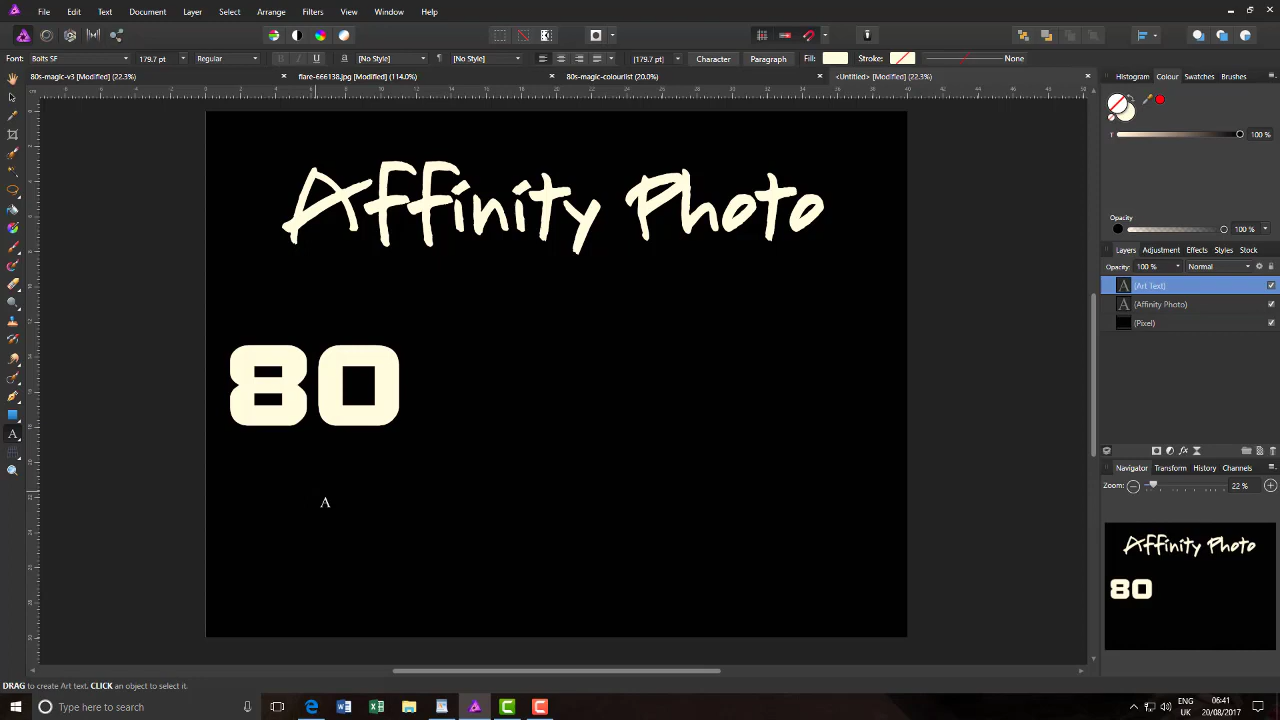 File Edit Text Document Layer Select Arrange Filters View Window Help
Font: Bolts SF 179.7 pt Regular B I U [No Style] [No Style] (179.7 pt) Character Paragraph Fill: Stroke: None
80s-magic-v3 [Modified] (22.3%) flare-666138.jpg [Modified] (114.0%) 80s-magic-colourlist (20.0%) <Untitled> [Modified] (22.3%)
Histogram Colour Swatches Brushes
100 %
Opacity
100 %
Layers Adjustment Effects Styles Stock
Opacity: 100 % Normal
(Art Text)
(Affinity Photo)
(Pixel)
Affinity Photo
80
A
Navigator Transform History Channels
Zoom: 22 %
Affinity Photo
80
DRAG to create Art text. CLICK an object to select it.
Type here to search
ENG
UK
06:41
20/08/2017